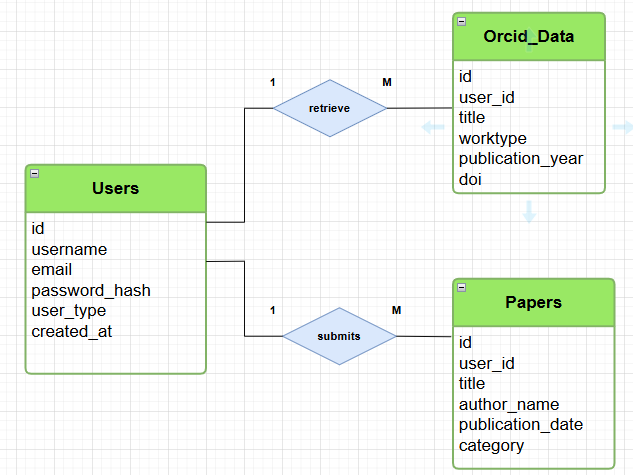 Orcid_Data
id
user_id
title
worktype
publication_year
doi
1
M
retrieve
Users
id
username
email
password_hash
user_type
created_at
1
M
submits
Papers
id
user_id
title
author_name
publication_date
category